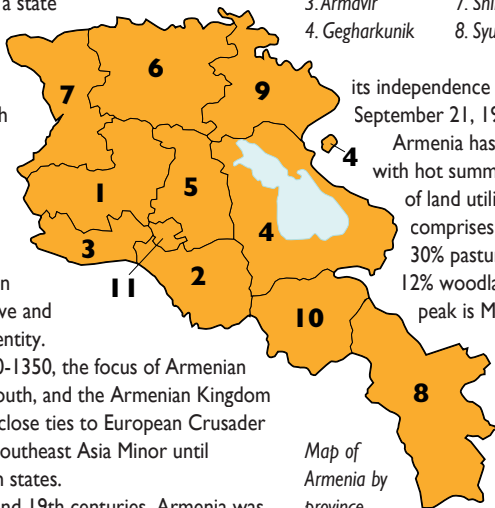 a state
3. Armavir
4. Gegharkunik
8. Syu
6
7
9
its independence
September 21, 19
4
Armenia has
with hot summ
of land utili
comprises
30% pastu
12% woodla
peak is M
1
5
4
3
11
2
10
8
ve and
entity.
0-1350, the focus of Armenian
outh, and the Armenian Kingdom
close ties to European Crusader
outheast Asia Minor until
n states.
nd 19th centuries, Armenia was
Map of
Armenia by
province